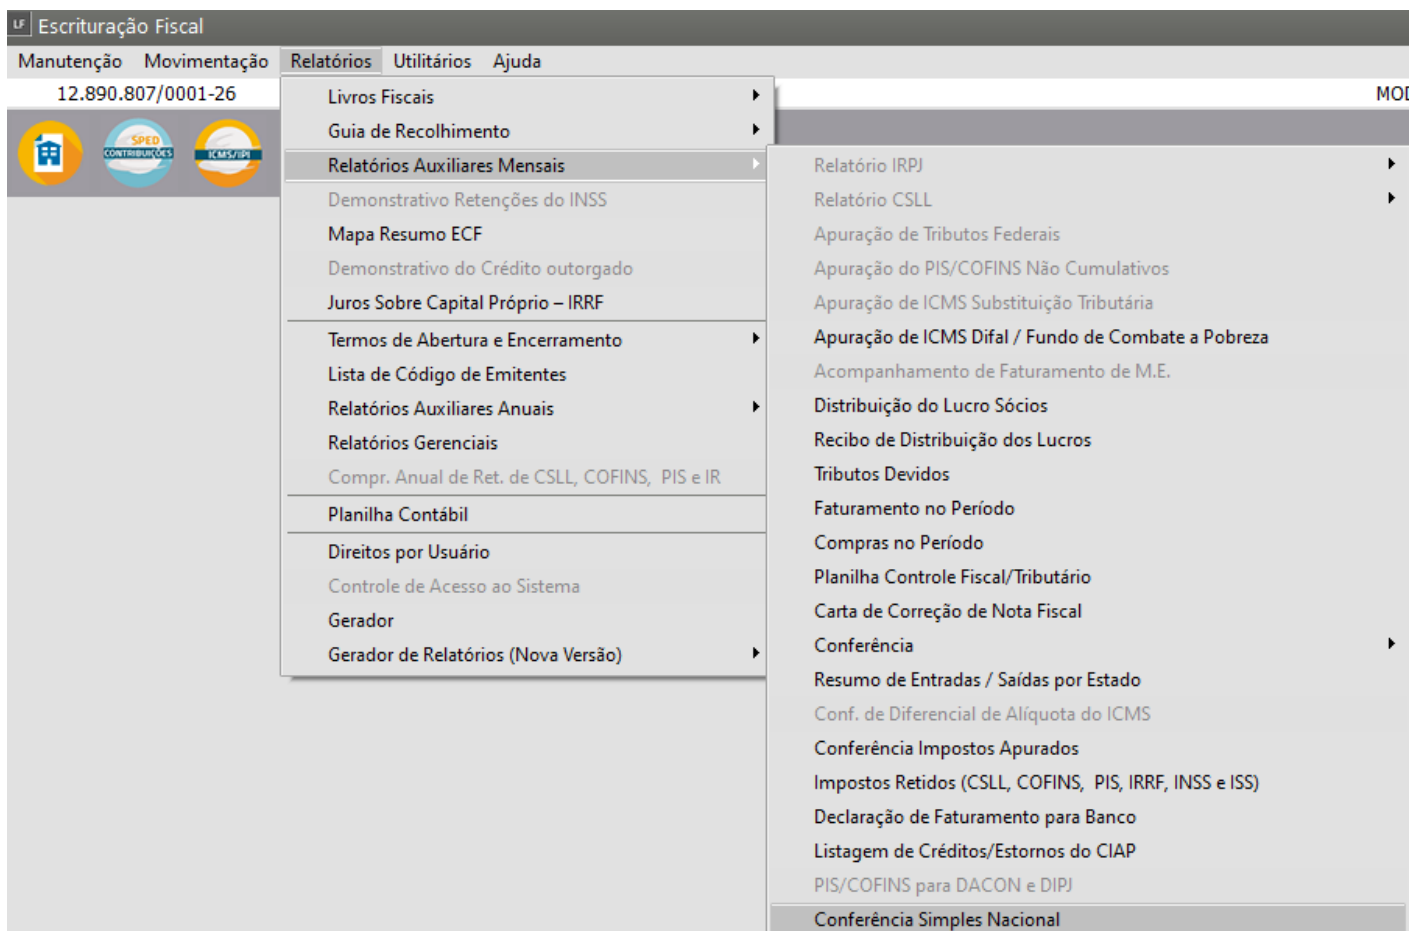 LF Escrituração Fiscal
Manutenção Movimentação Relatórios Utilitários Ajuda
12.890.807/0001-26
MOD
SPED
CONTRIBUIÇÕES
ICMS/IPI
Livros Fiscais
Guia de Recolhimento
Relatórios Auxiliares Mensais
Demonstrativo Retenções do INSS
Mapa Resumo ECF
Demonstrativo do Crédito outorgado
Juros Sobre Capital Próprio – IRRF
Termos de Abertura e Encerramento
Lista de Código de Emitentes
Relatórios Auxiliares Anuais
Relatórios Gerenciais
Compr. Anual de Ret. de CSLL, COFINS, PIS e IR
Planilha Contábil
Direitos por Usuário
Controle de Acesso ao Sistema
Gerador
Gerador de Relatórios (Nova Versão)
Relatório IRPJ
Relatório CSLL
Apuração de Tributos Federais
Apuração do PIS/COFINS Não Cumulativos
Apuração de ICMS Substituição Tributária
Apuração de ICMS Difal / Fundo de Combate a Pobreza
Acompanhamento de Faturamento de M.E.
Distribuição do Lucro Sócios
Recibo de Distribuição dos Lucros
Tributos Devidos
Faturamento no Período
Compras no Período
Planilha Controle Fiscal/Tributário
Carta de Correção de Nota Fiscal
Conferência
Resumo de Entradas / Saídas por Estado
Conf. de Diferencial de Alíquota do ICMS
Conferência Impostos Apurados
Impostos Retidos (CSLL, COFINS, PIS, IRRF, INSS e ISS)
Declaração de Faturamento para Banco
Listagem de Créditos/Estornos do CIAP
PIS/COFINS para DACON e DIPJ
Conferência Simples Nacional